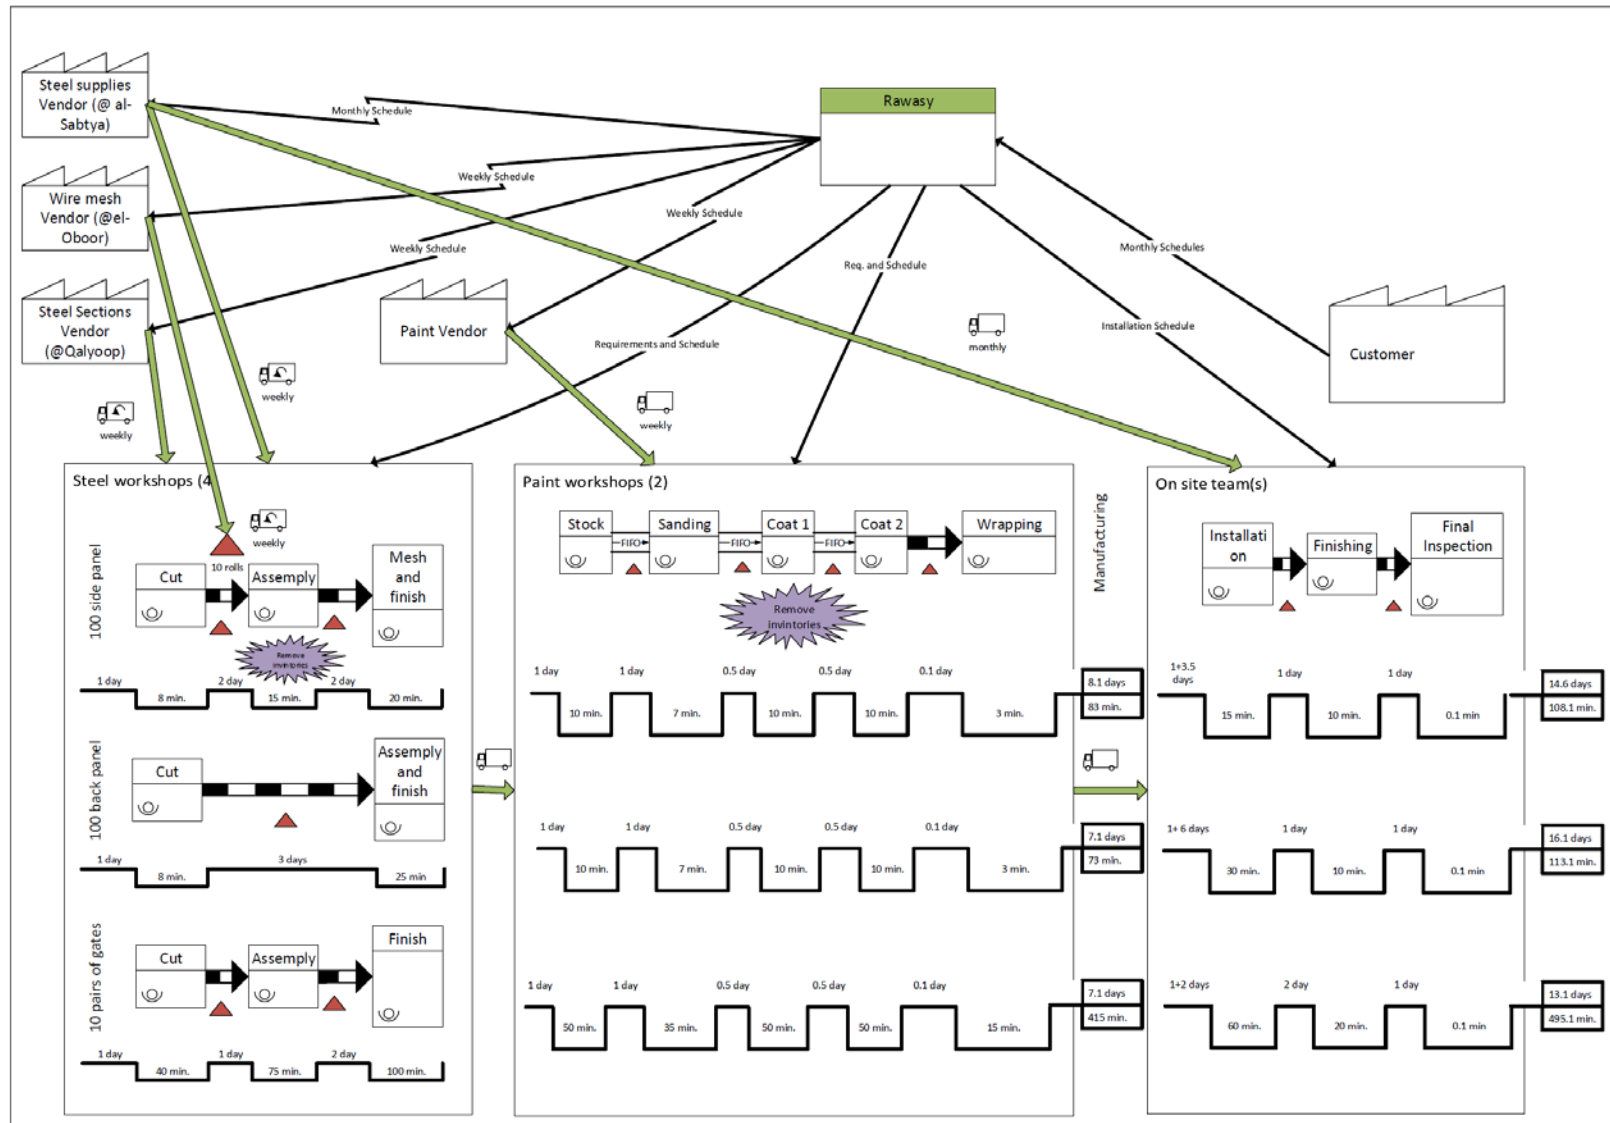 Steel supplies
Vendor (@ al-
Sabtya)
Wire mesh
Vendor (@el-
Oboor)
Steel Sections
Vendor
(@Qalyoop)
Paint Vendor
Rawasy
Customer
Monthly Schedule
Weekly Schedule
Weekly Schedule
Weekly Schedule
Req. and Schedule
Requirements and Schedule
Installation Schedule
Monthly Schedules
monthly
weekly
weekly
weekly
Steel workshops (4
weekly
10 rolls
100 side panel
Cut
Assemply
Mesh
and
finish
Remove
invintories
1 day
2 day
2 day
8 min.
15 min.
20 min.
100 back panel
Cut
Assemply
and
finish
1 day
3 days
8 min.
25 min
10 pairs of gates
Cut
Assemply
Finish
1 day
1 day
2 day
40 min.
75 min.
100 min.
Paint workshops (2)
Stock
FIFO
Sanding
FIFO
Coat 1
FIFO
Coat 2
Wrapping
Remove
invintories
Manufacturing
1 day
1 day
0.5 day
0.5 day
0.1 day
10 min.
7 min.
10 min.
10 min.
3 min.
8.1 days
83 min.
1 day
1 day
0.5 day
0.5 day
0.1 day
10 min.
7 min.
10 min.
10 min.
3 min.
7.1 days
73 min.
1 day
1 day
0.5 day
0.5 day
0.1 day
50 min.
35 min.
50 min.
50 min.
15 min.
7.1 days
415 min.
On site team(s)
Installati
on
Finishing
Final
Inspection
1+3.5
days
1 day
1 day
15 min.
10 min.
0.1 min
14.6 days
108.1 min.
1+ 6 days
1 day
1 day
30 min.
10 min.
0.1 min
16.1 days
113.1 min.
1+2 days
2 day
1 day
60 min.
20 min.
0.1 min
13.1 days
495.1 min.